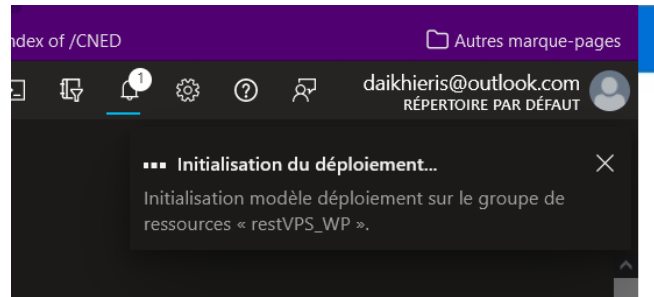 ndex of /CNED
Autres marque-pages
1
daikhieris@outlook.com
RÉPERTOIRE PAR DÉFAUT
Initialisation du déploiement...
Initialisation modèle déploiement sur le groupe de
ressources « restVPS_WP ».